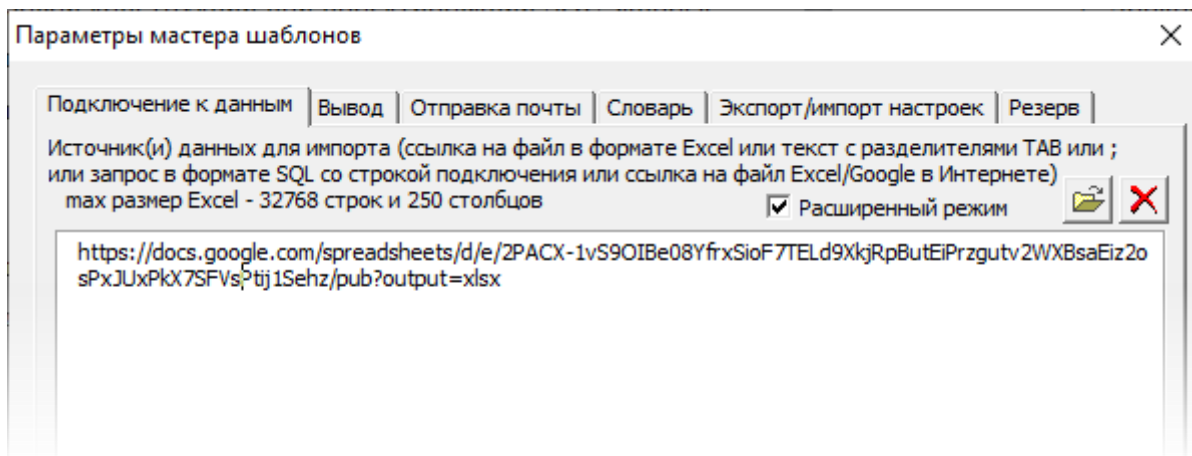 Параметры мастера шаблонов
Подключение к данным Вывод Отправка почты Словарь Экспорт/импорт настроек Резерв
Источник(и) данных для импорта (ссылка на файл в формате Excel или текст с разделителями TAB или ;
или запрос в формате SQL со строкой подключения или ссылка на файл Excel/Google в Интернете)
max размер Excel - 32768 строк и 250 столбцов Расширенный режим
https://docs.google.com/spreadsheets/d/e/2PACX-1vS9OIBe08YfrxSioF7TELd9XkjRpButEiPrzgutv2WXBsaEiz2o
sPxJUxPkX7SFVsPtij1Sehz/pub?output=xlsx